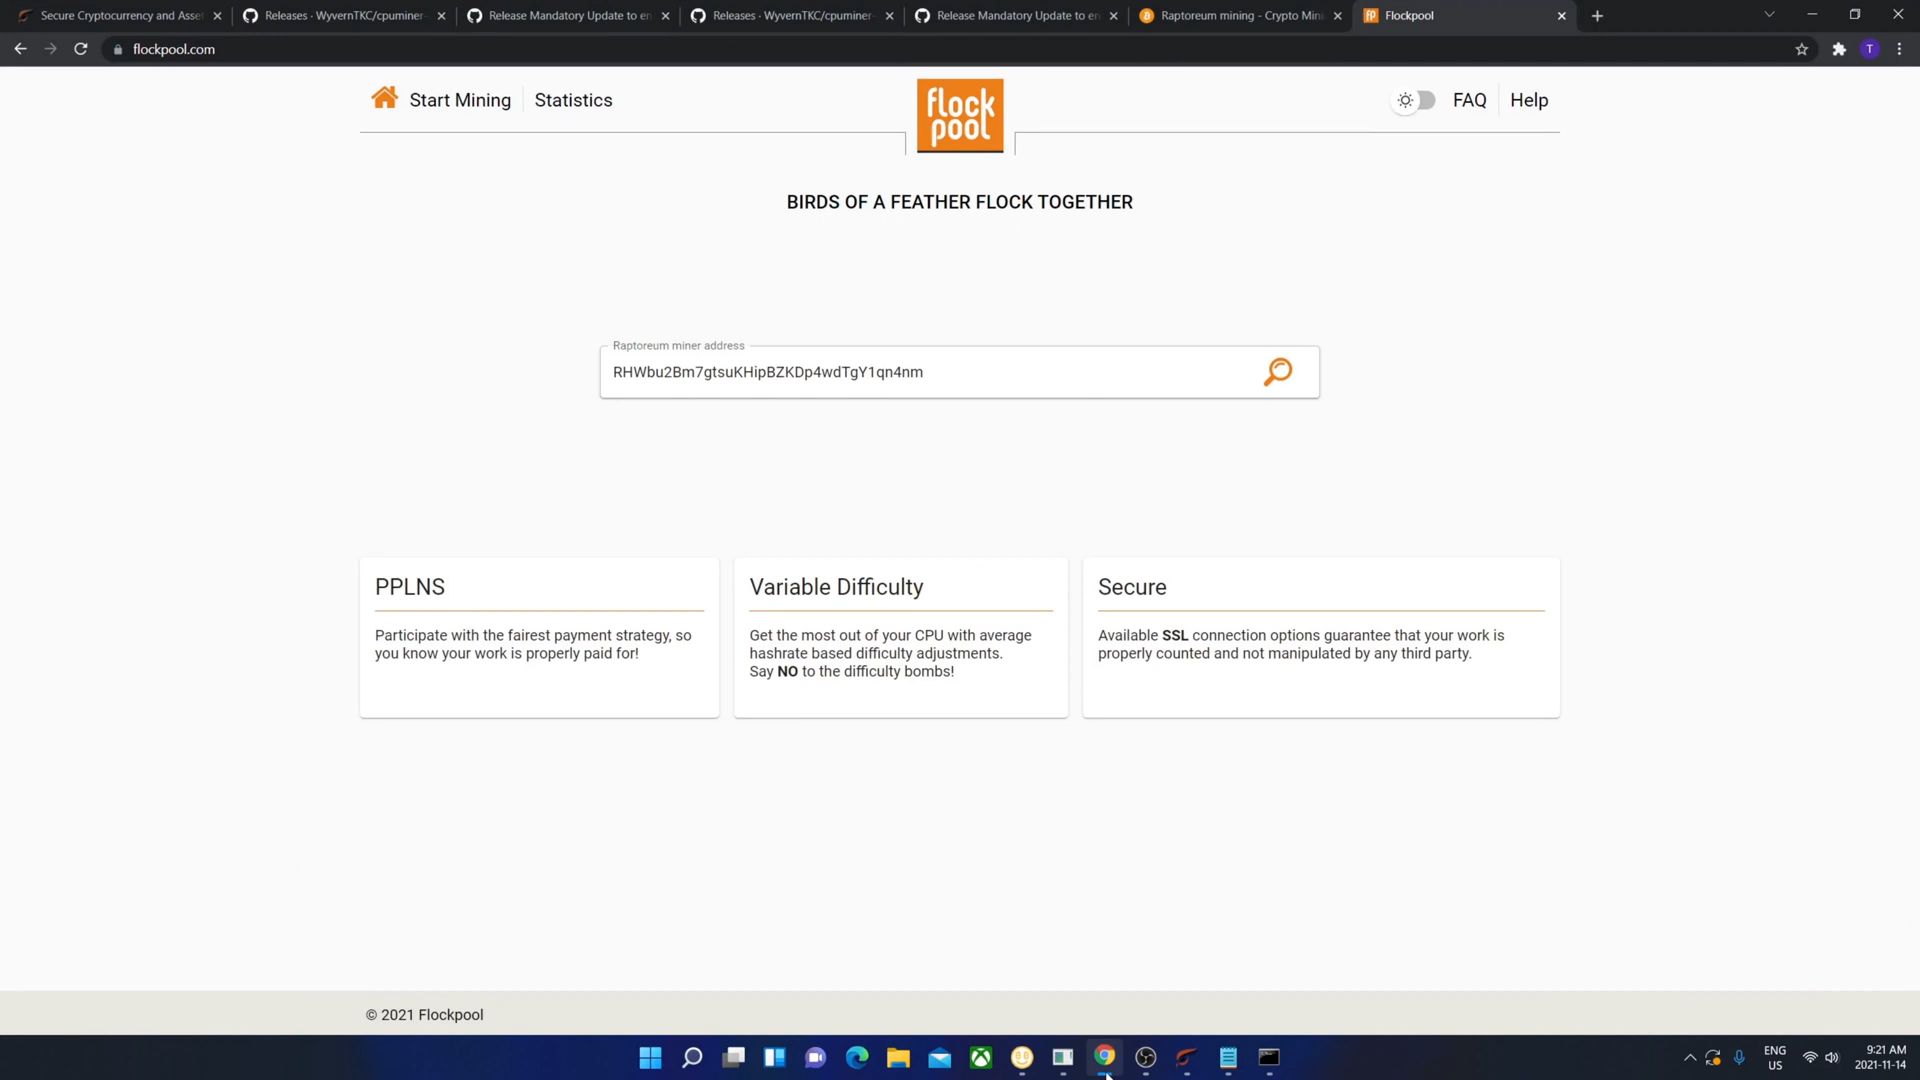 Secure Cryptocurrency and Asset
Releases · WyvernTKC/cpuminer-
Release Mandatory Update to en
Releases · WyvernTKC/cpuminer-
Release Mandatory Update to en
Raptoreum mining - Crypto Mini
fp Flockpool
flockpool.com
T
Start Mining
Statistics
flock
pool
FAQ
Help
BIRDS OF A FEATHER FLOCK TOGETHER
Raptoreum miner address
RHWbu2Bm7gtsuKHipBZKDp4wdTgY1qn4nm
PPLNS
Participate with the fairest payment strategy, so
you know your work is properly paid for!
Variable Difficulty
Get the most out of your CPU with average
hashrate based difficulty adjustments.
Say NO to the difficulty bombs!
Secure
Available SSL connection options guarantee that your work is
properly counted and not manipulated by any third party.
© 2021 Flockpool
ENG
US
9:21 AM
2021-11-14